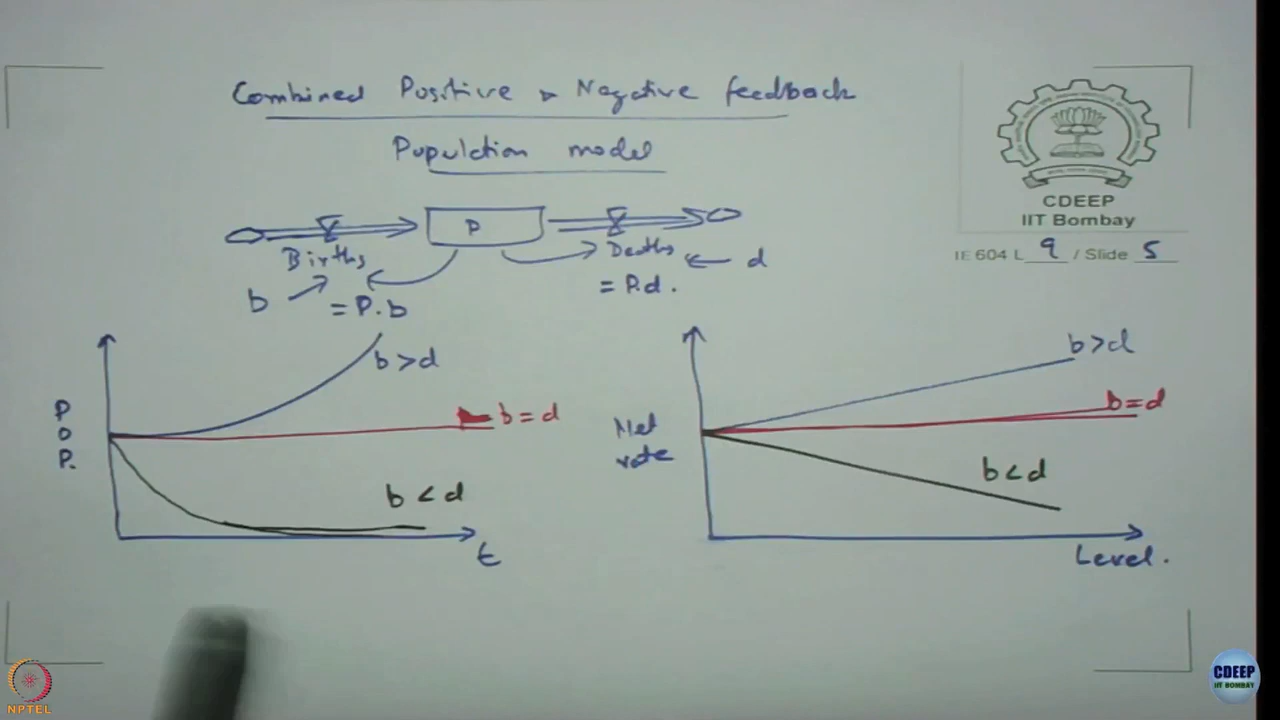 Combined Positive & Negative feedback
Population model
CDEEP
IIT Bombay
IE 604 L 9 / Slide 5
P
Births
Deaths
d
b
= P.b
= P.d.
POP.
b > d
b = d
b < d
t
Net rate
b > d
b = d
b < d
Level.
NPTEL
CDEEP
IIT BOMBAY